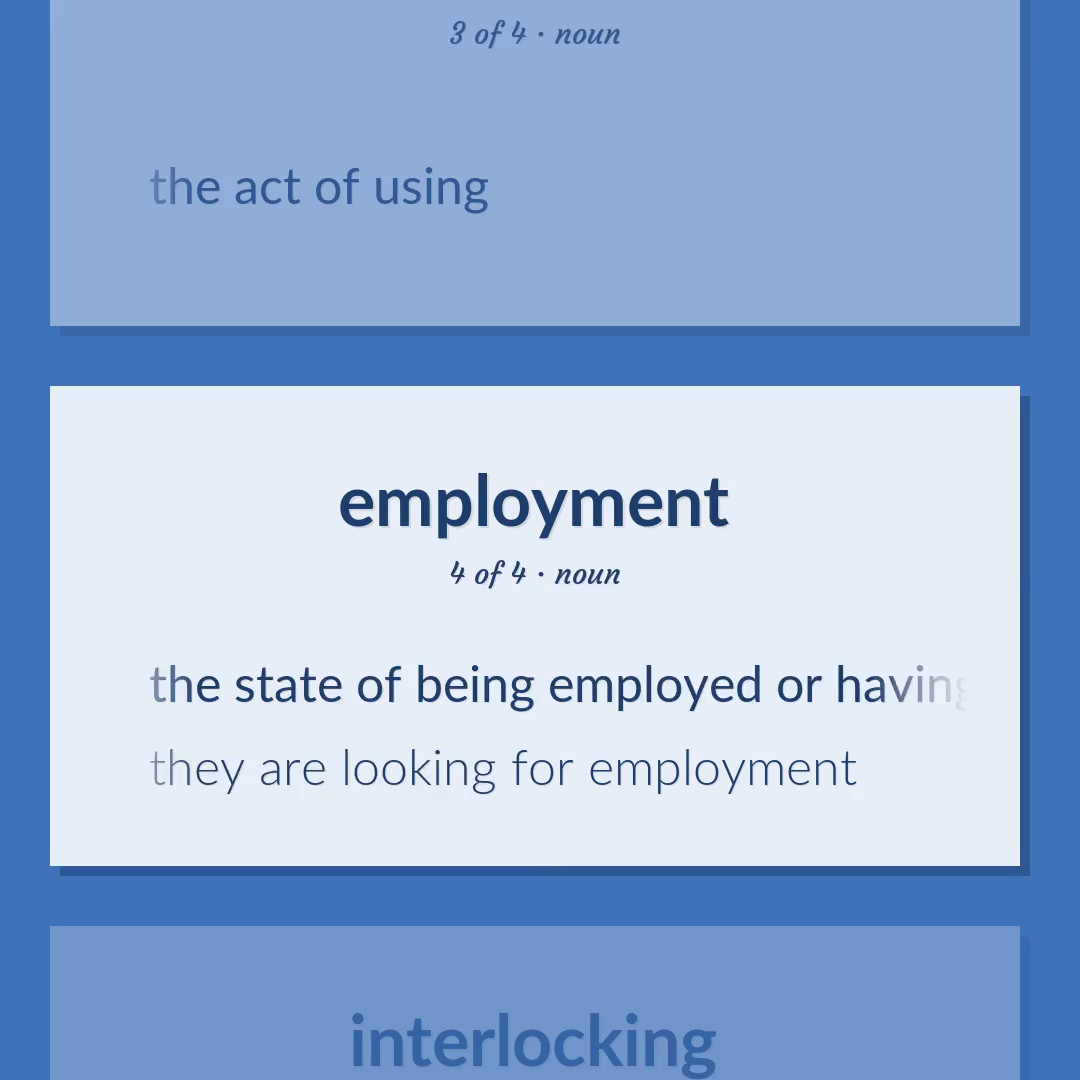 3 of 4 · noun
the act of using
employment
4 of 4 · noun
the state of being employed or having
they are looking for employment
interlocking